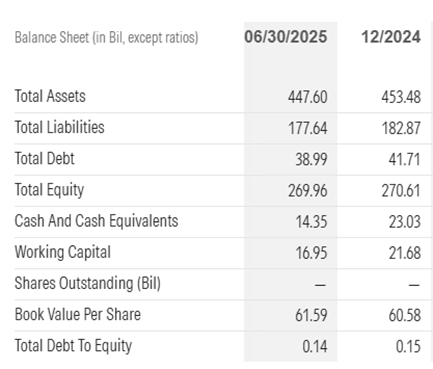 Balance Sheet (in Bil, except ratios) 06/30/2025 12/2024
Total Assets 447.60 453.48
Total Liabilities 177.64 182.87
Total Debt 38.99 41.71
Total Equity 269.96 270.61
Cash And Cash Equivalents 14.35 23.03
Working Capital 16.95 21.68
Shares Outstanding (Bil) — —
Book Value Per Share 61.59 60.58
Total Debt To Equity 0.14 0.15